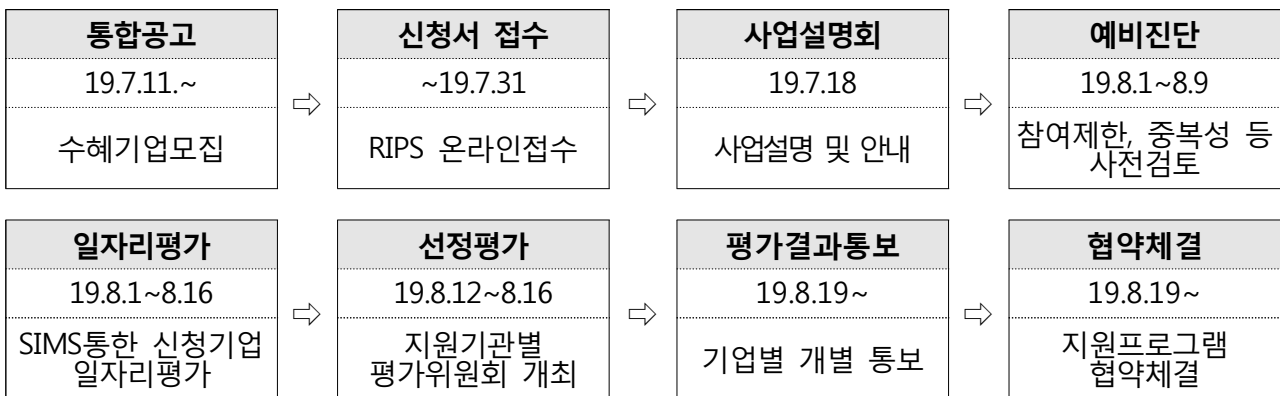 통합공고
19.7.11.~
수혜기업모집
⇨
신청서 접수
~19.7.31
RIPS 온라인접수
⇨
사업설명회
19.7.18
사업설명 및 안내
⇨
예비진단
19.8.1~8.9
참여제한, 중복성 등
사전검토
일자리평가
19.8.1~8.16
SIMS통한 신청기업
일자리평가
⇨
선정평가
19.8.12~8.16
지원기관별
평가위원회 개최
⇨
평가결과통보
19.8.19~
기업별 개별 통보
⇨
협약체결
19.8.19~
지원프로그램
협약체결